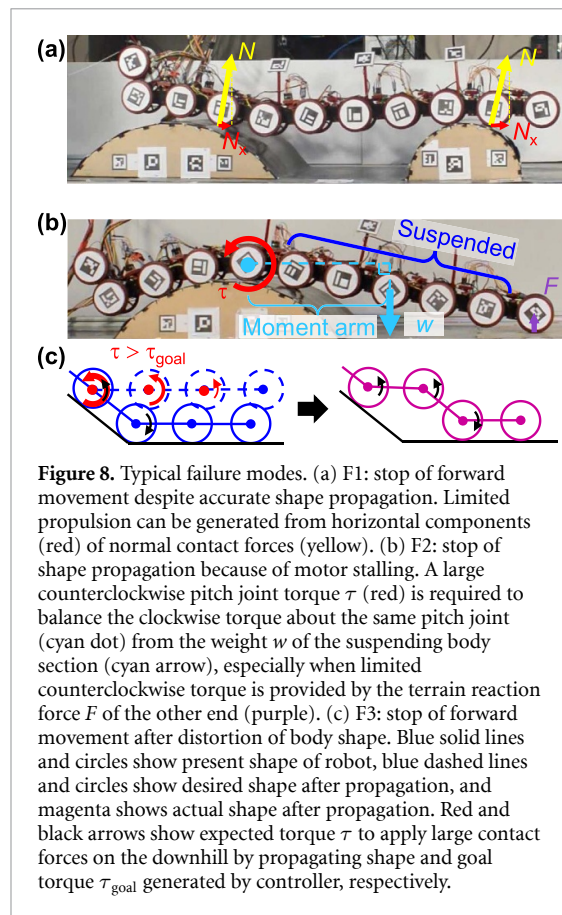 (a)
N
N
Nx
Nx
(b)
Suspended
F
τ
Moment arm
w
(c)
τ > τgoal
Figure 8. Typical failure modes. (a) F1: stop of forward
movement despite accurate shape propagation. Limited
propulsion can be generated from horizontal components
(red) of normal contact forces (yellow). (b) F2: stop of
shape propagation because of motor stalling. A large
counterclockwise pitch joint torque τ (red) is required to
balance the clockwise torque about the same pitch joint
(cyan dot) from the weight w of the suspending body
section (cyan arrow), especially when limited
counterclockwise torque is provided by the terrain reaction
force F of the other end (purple). (c) F3: stop of forward
movement after distortion of body shape. Blue solid lines
and circles show present shape of robot, blue dashed lines
and circles show desired shape after propagation, and
magenta shows actual shape after propagation. Red and
black arrows show expected torque τ to apply large contact
forces on the downhill by propagating shape and goal
torque τgoal generated by controller, respectively.